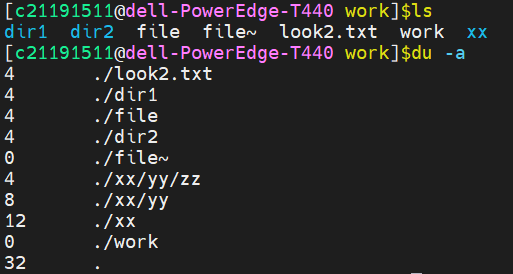 [c21191511@dell-PowerEdge-T440 work]$ls
dir1  dir2  file  file~  look2.txt  work  xx
[c21191511@dell-PowerEdge-T440 work]$du -a
4       ./look2.txt
4       ./dir1
4       ./file
4       ./dir2
0       ./file~
4       ./xx/yy/zz
8       ./xx/yy
12      ./xx
0       ./work
32      .